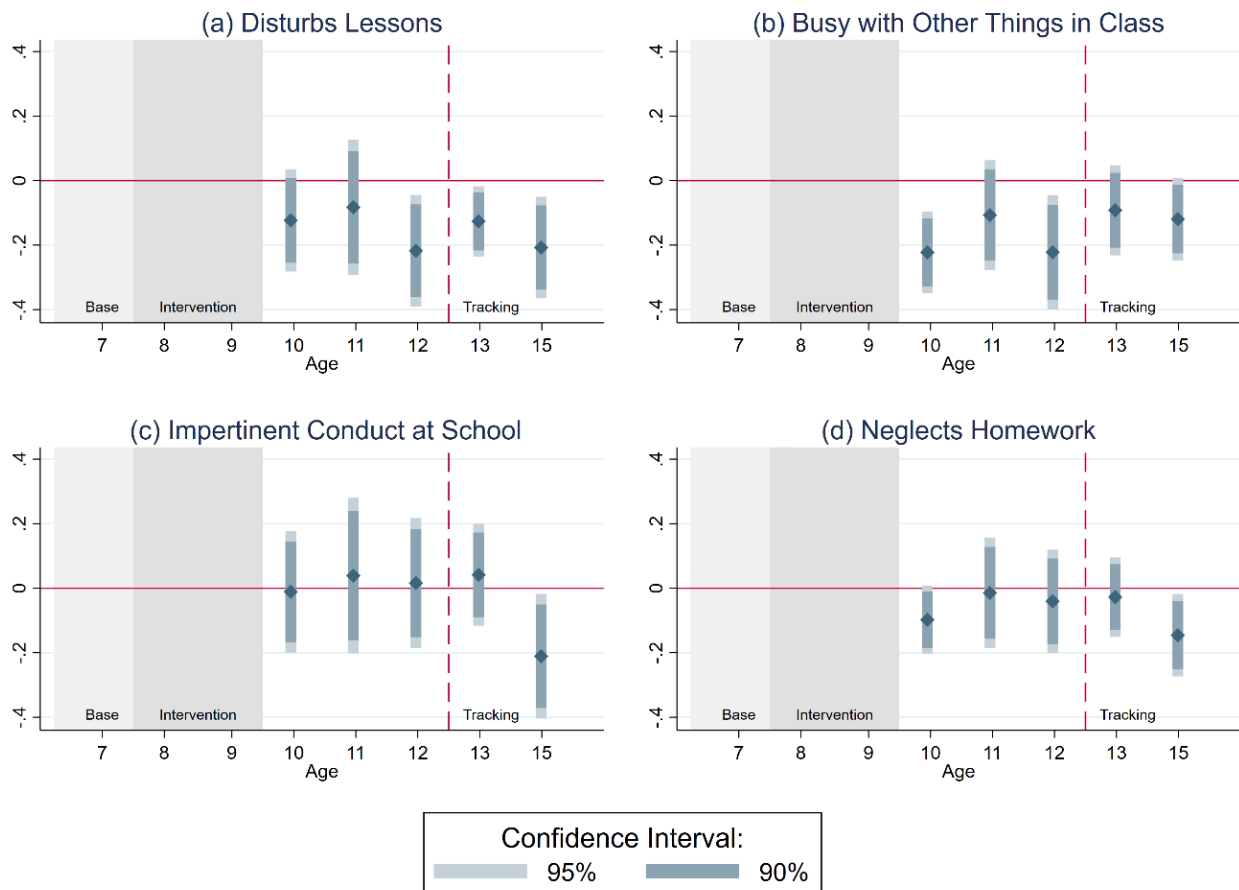 (a) Disturbs Lessons
.4
.2
0
-.2
-.4
Base Intervention Tracking
7 8 9 10 11 12 13 15
Age
(b) Busy with Other Things in Class
.4
.2
0
-.2
-.4
Base Intervention Tracking
7 8 9 10 11 12 13 15
Age
(c) Impertinent Conduct at School
.4
.2
0
-.2
-.4
Base Intervention Tracking
7 8 9 10 11 12 13 15
Age
(d) Neglects Homework
.4
.2
0
-.2
-.4
Base Intervention Tracking
7 8 9 10 11 12 13 15
Age
Confidence Interval:
95% 90%